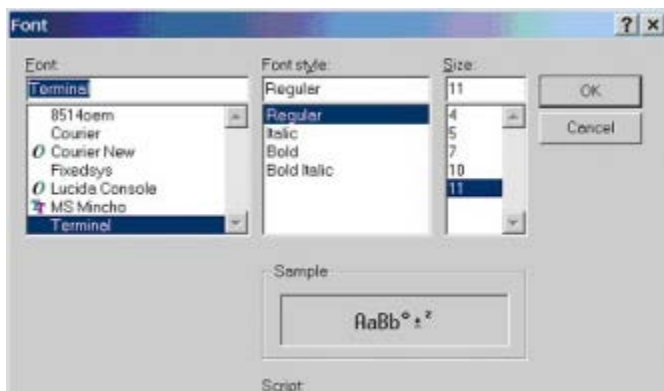 Font
Font:
Terminal
8514oem
Courier
Courier New
Fixedsys
Lucida Console
MS Mincho
Terminal
Font style:
Regular
Regular
Italic
Bold
Bold Italic
Size:
11
4
5
7
10
11
OK
Cancel
Sample
AaBb°±²
Script: